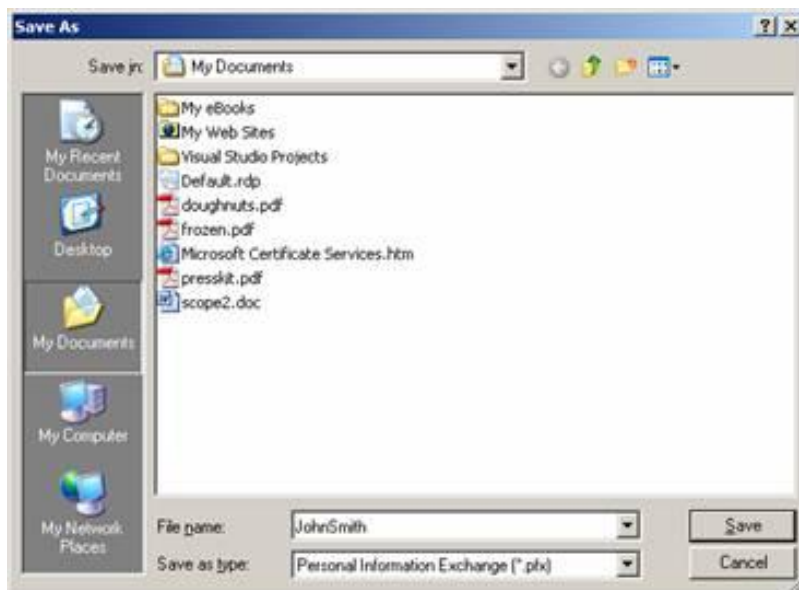 Save As
Save in:
My Documents
My Recent
Documents
Desktop
My Documents
My Computer
My Network
Places
My eBooks
My Web Sites
Visual Studio Projects
Default.rdp
doughnuts.pdf
frozen.pdf
Microsoft Certificate Services.htm
presskit.pdf
scope2.doc
File name:
JohnSmith
Save
Save as type:
Personal Information Exchange (*.pfx)
Cancel